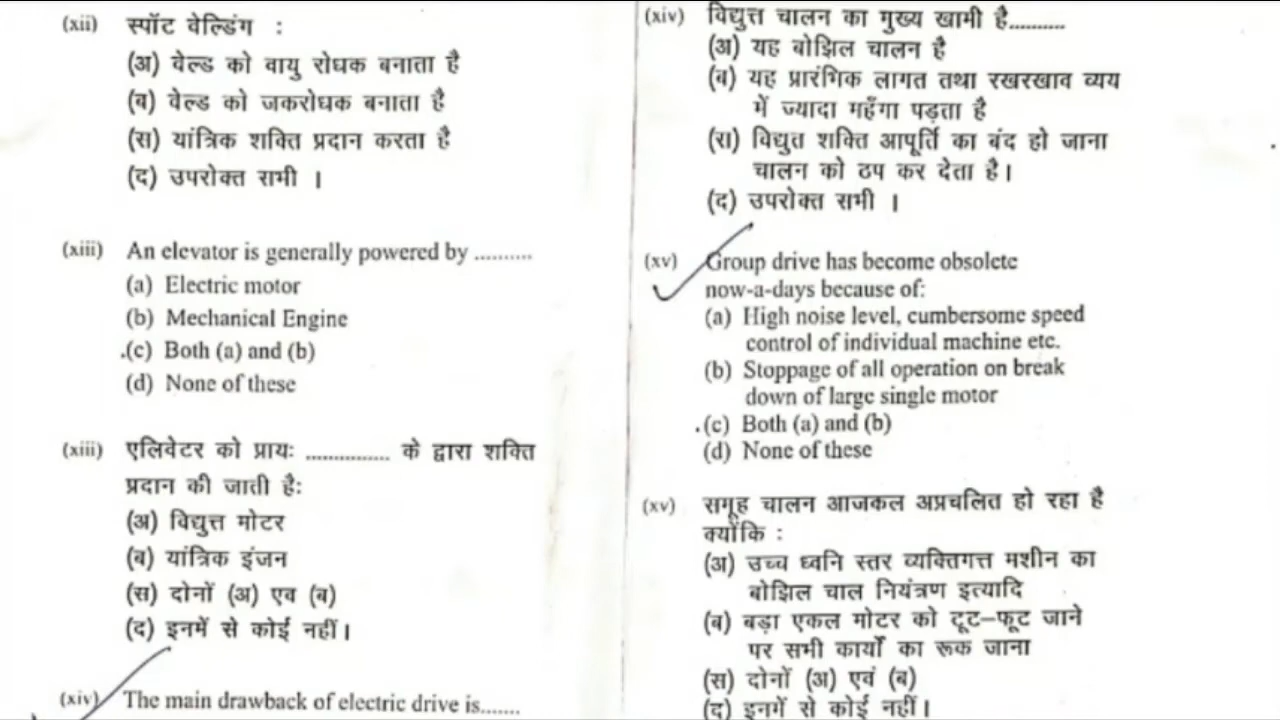 (xii) स्पॉट वेल्डिंग :
(अ) वेल्ड को वायु रोधक बनाता है
(ब) वेल्ड को जकरोधक बनाता है
(स) यांत्रिक शक्ति प्रदान करता है
(द) उपरोक्त राभी ।
(xiii) An elevator is generally powered by ..........
(a) Electric motor
(b) Mechanical Engine
.(c) Both (a) and (b)
(d) None of these
(xiii) एलिवेटर को प्रायः ............... के द्वारा शक्ति
प्रदान की जाती हैः
(अ) विद्युत्त मोटर
(ब) यांत्रिक इंजन
(स) दोनों (अ) एव (ब)
(द) इनमें से कोई नहीं।
(xiv) The main drawback of electric drive is.......
(xiv) विद्युत्त चालन का मुख्य खामी है..........
(अ) यह बोझिल चालन है
(ब) यह प्रारंभिक लागत तथा रखरखाव व्यय
में ज्यादा महँगा पड़ता है
(रा) विद्युत शक्ति आपूर्ति का बंद हो जाना
चालन को ठप कर देता है।
(द) उपरोक्त सभी ।
(xv) Group drive has become obsolete
now-a-days because of:
(a) High noise level, cumbersome speed
control of individual machine etc.
(b) Stoppage of all operation on break
down of large single motor
.(c) Both (a) and (b)
(d) None of these
(xv) समूह चालन आजकल अप्रचलित हो रहा है
क्योंकि :
(अ) उच्च ध्वनि स्तर व्यक्तिगत्त मशीन का
बोझिल चाल नियंत्रण इत्यादि
(ब) बड़ा एकल मोटर को टूट–फूट जाने
पर सभी कार्यों का रूक जाना
(स) दोनों (अ) एवं (ब)
(द) इनगें से कोई नहीं।